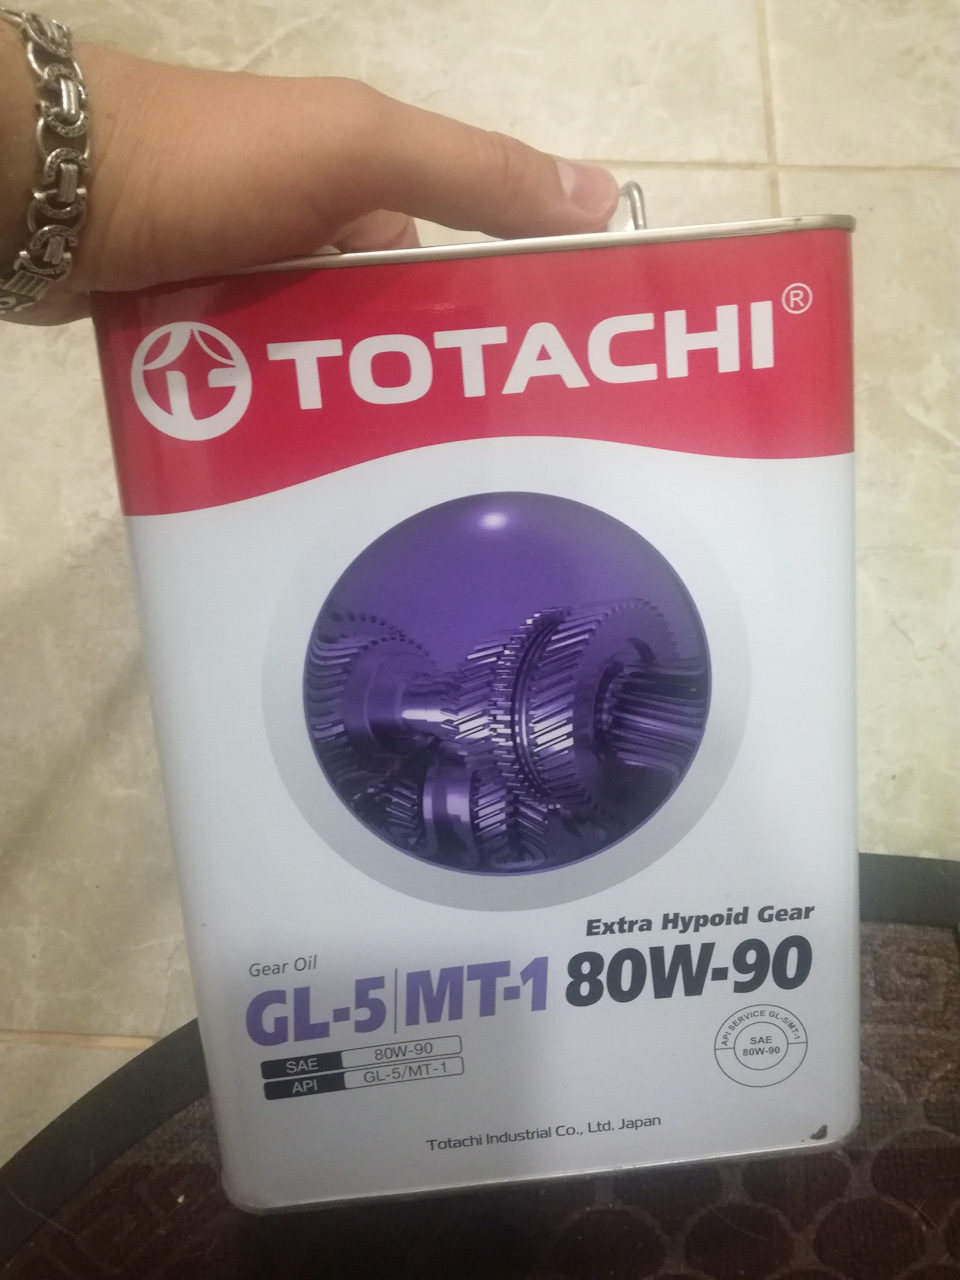 TOTACHI®
Extra Hypoid Gear
Gear Oil
GL-5|MT-1 80W-90
SAE 80W-90
API GL-5/MT-1
API SERVICE GL-5/MT-1
SAE
80W-90
Totachi Industrial Co., Ltd. Japan